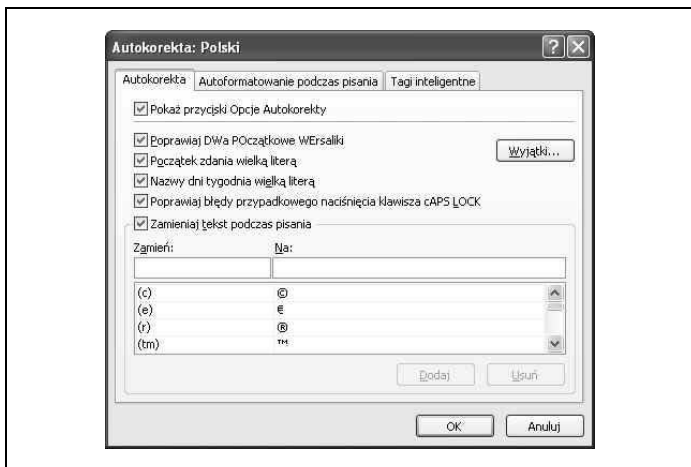 Autokorekta: Polski
Autokorekta Autoformatowanie podczas pisania Tagi inteligentne
Pokaż przyciski Opcje Autokorekty
Poprawiaj DWa POczątkowe WErsaliki
Wyjątki...
Początek zdania wielką literą
Nazwy dni tygodnia wielką literą
Poprawiaj błędy przypadkowego naciśnięcia klawisza cAPS LOCK
Zamieniaj tekst podczas pisania
Zamień: Na:
(c) ©
(e) €
(r) ®
(tm) ™
Dodaj Usuń
OK Anuluj